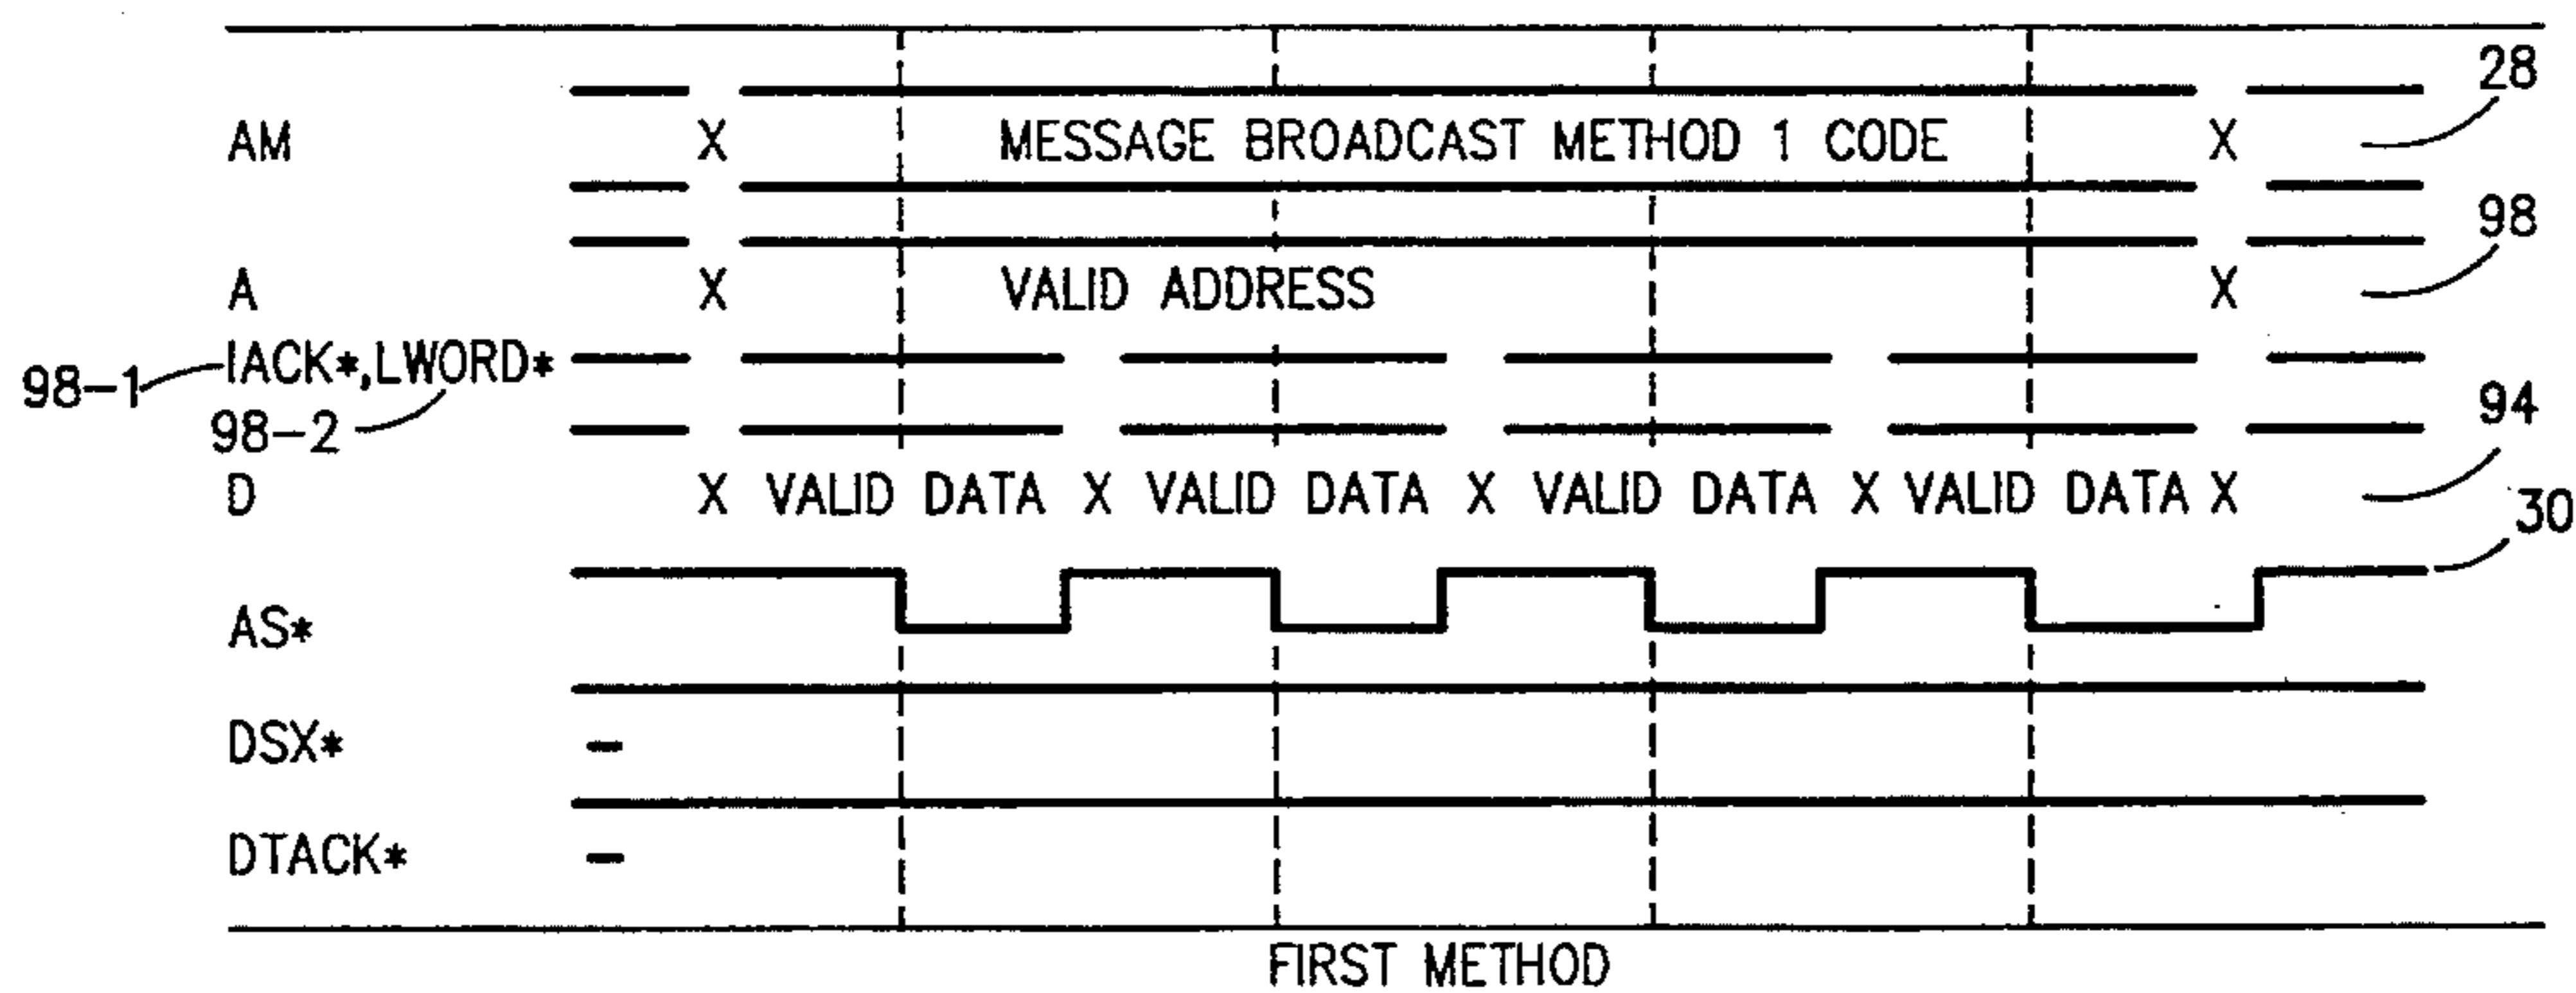 28
AM X MESSAGE BROADCAST METHOD 1 CODE X
98
A X VALID ADDRESS X
98-1 IACK*,LWORD*
98-2
94
D X VALID DATA X VALID DATA X VALID DATA X VALID DATA X
30
AS*
DSX* -
DTACK* -
FIRST METHOD